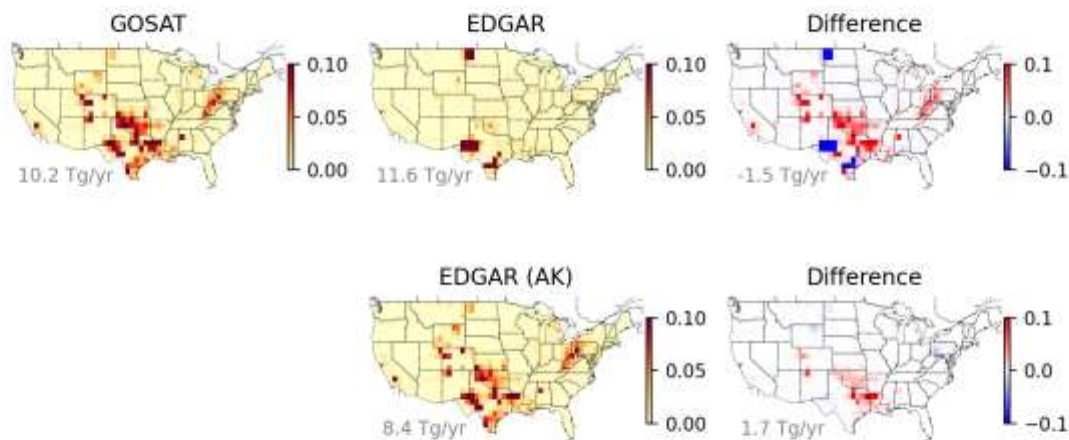 GOSAT
EDGAR
Difference
0.10
0.05
0.00
10.2 Tg/yr
0.10
0.05
0.00
11.6 Tg/yr
0.1
0.0
−0.1
-1.5 Tg/yr
EDGAR (AK)
Difference
0.10
0.05
0.00
8.4 Tg/yr
0.1
0.0
−0.1
1.7 Tg/yr